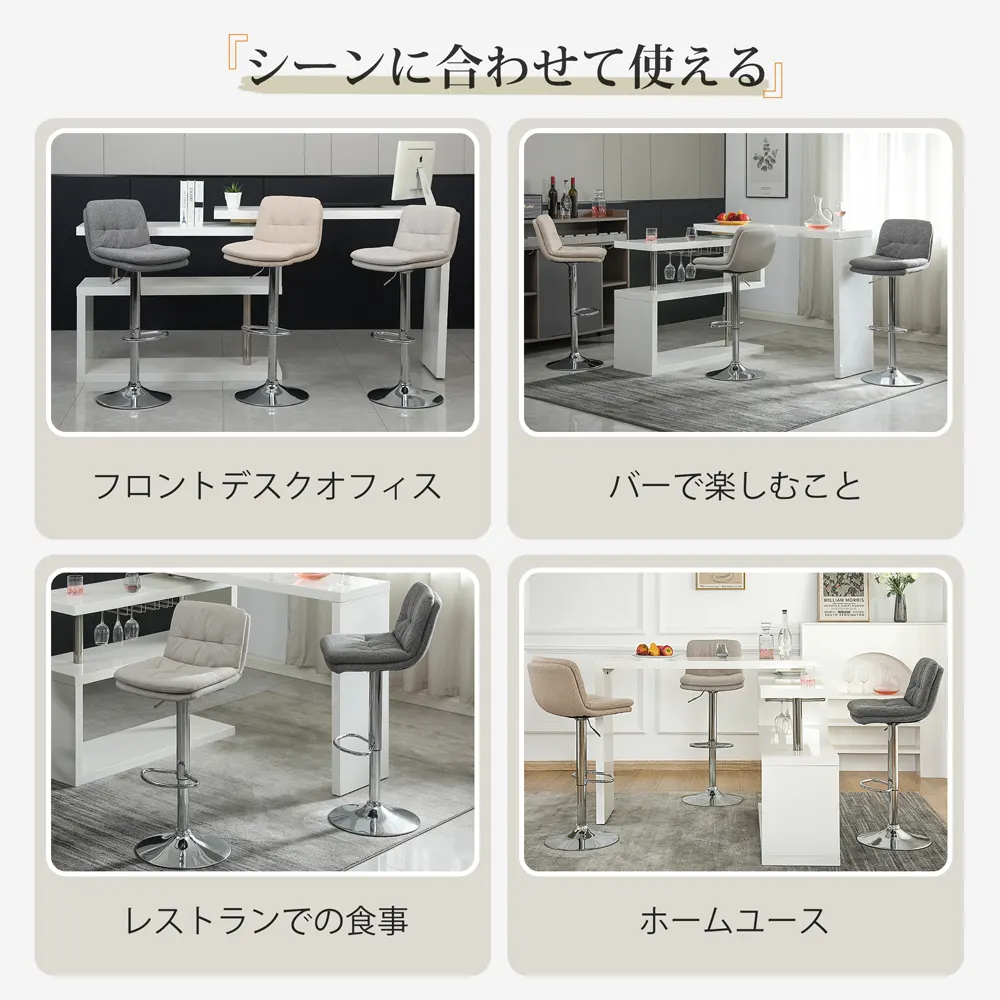 『シーンに合わせて使える』
フロントデスクオフィス
バーで楽しむこと
レストランでの食事
WILLIAM MORRIS
ホームユース